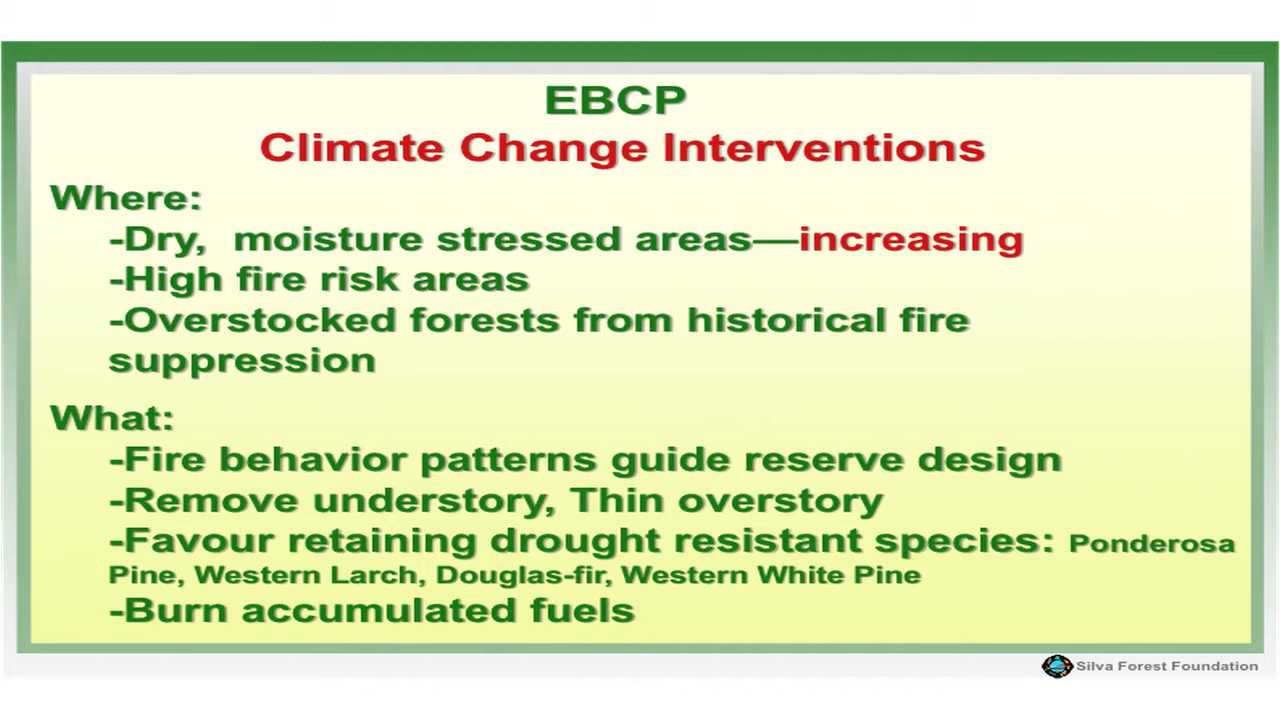 EBCP
Climate Change Interventions
Where:
-Dry, moisture stressed areas—increasing
-High fire risk areas
-Overstocked forests from historical fire
suppression
What:
-Fire behavior patterns guide reserve design
-Remove understory, Thin overstory
-Favour retaining drought resistant species: Ponderosa
Pine, Western Larch, Douglas-fir, Western White Pine
-Burn accumulated fuels
Silva Forest Foundation